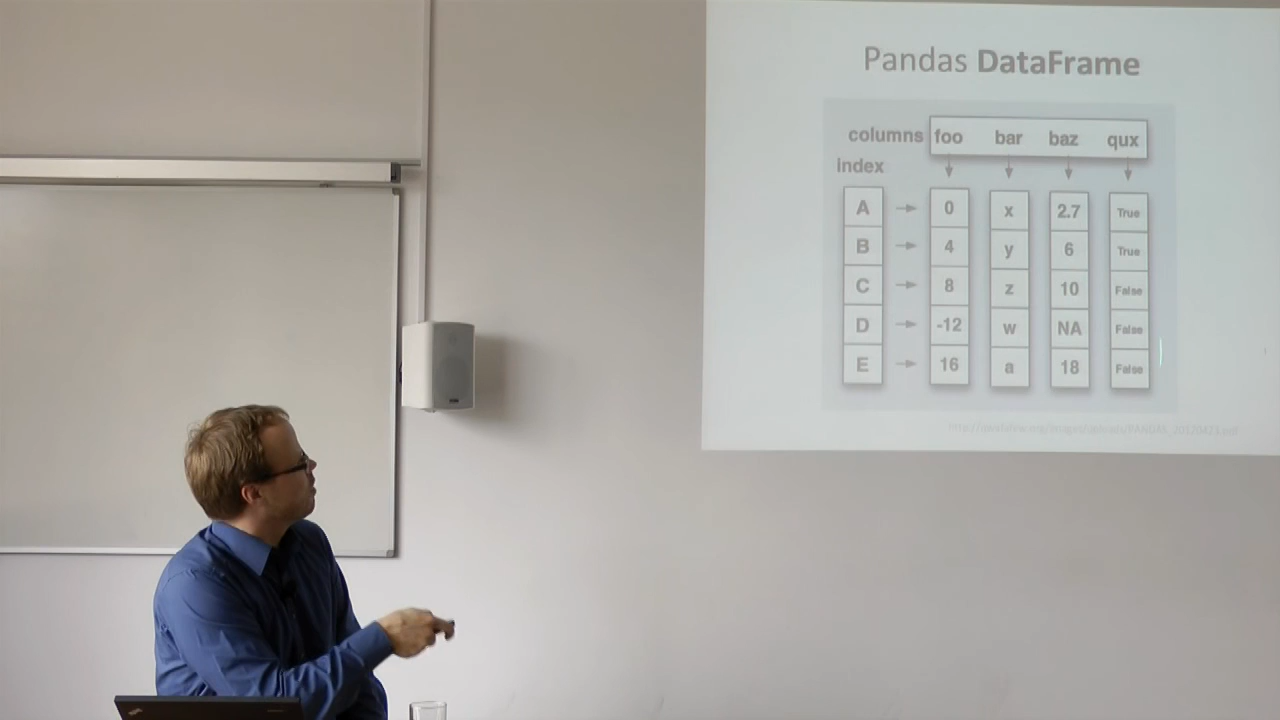 Pandas DataFrame
columns foo bar baz qux
index
A 0 x 2.7 True
B 4 y 6 True
C 8 z 10 False
D -12 w NA False
E 16 a 18 False